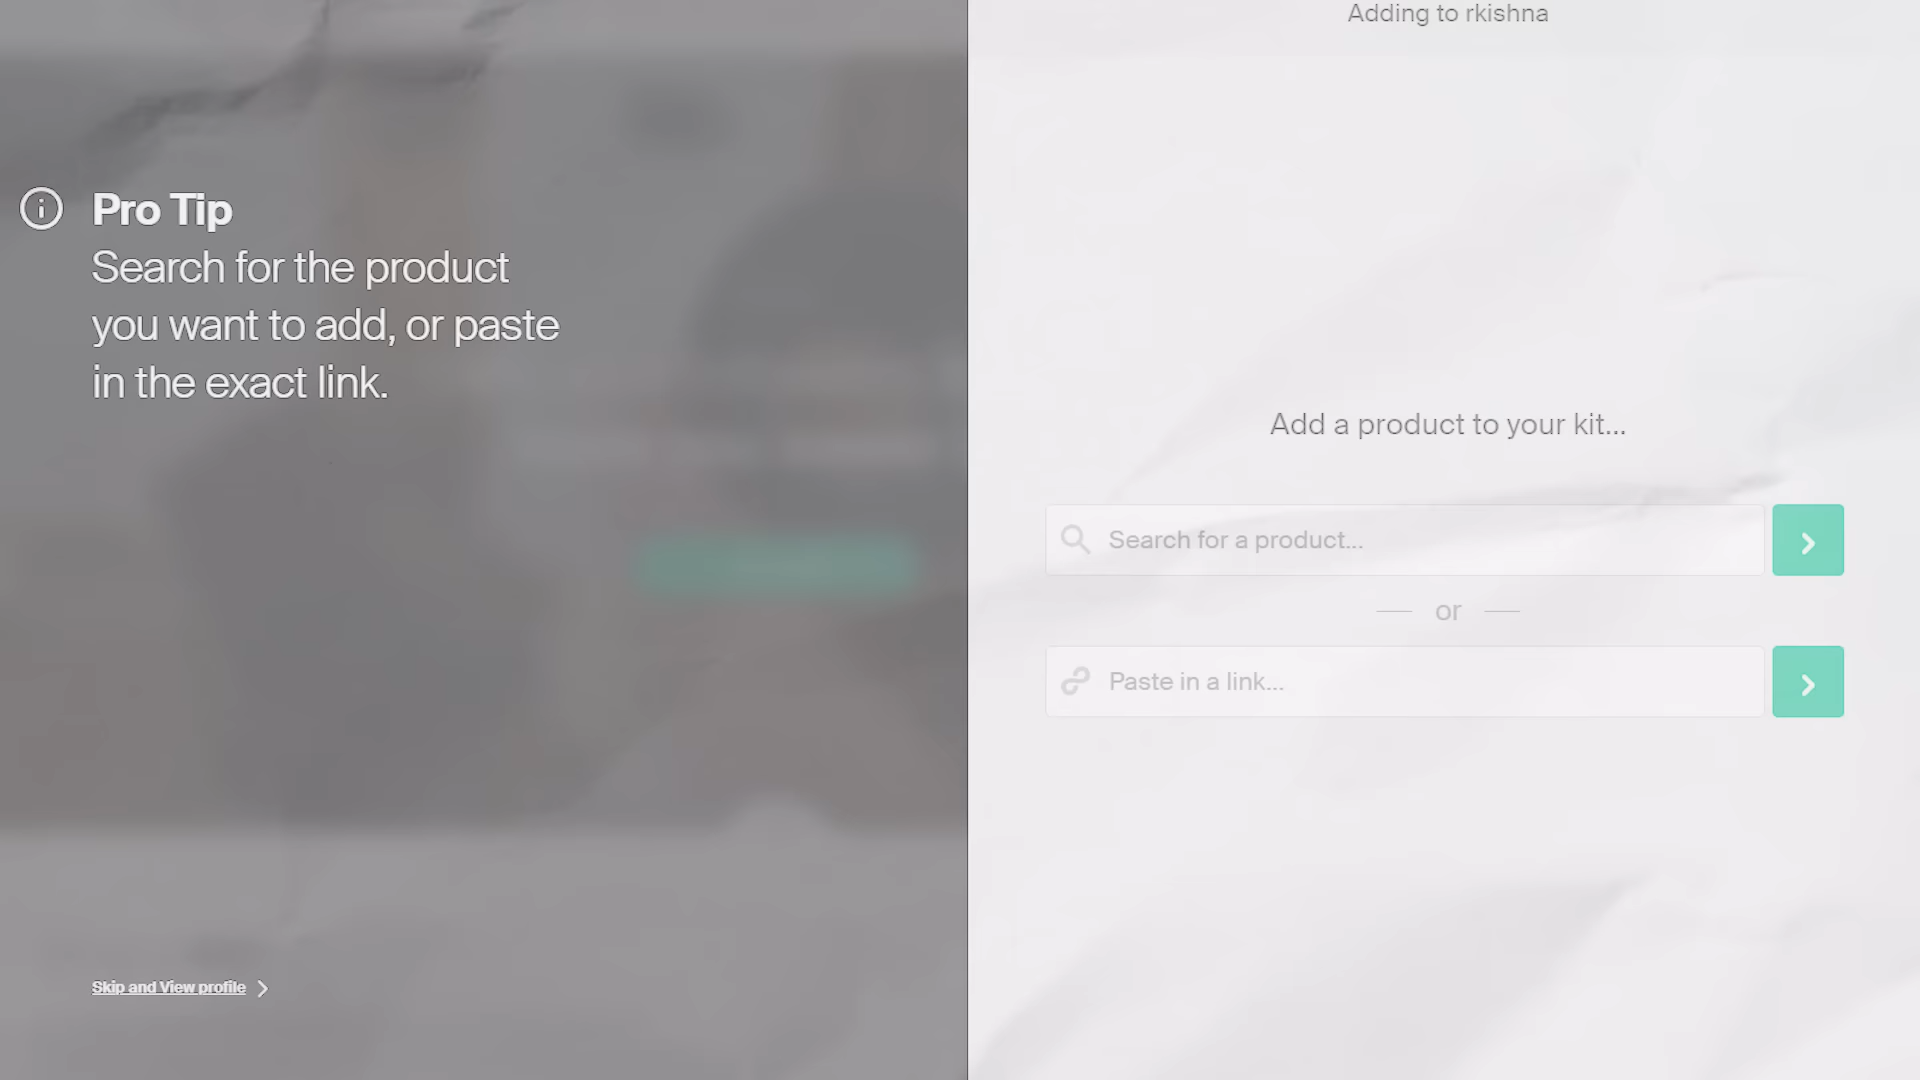 Adding to rkishna
Pro Tip
Search for the product
you want to add, or paste
in the exact link.
Add a product to your kit...
Search for a product...
or
Paste in a link...
Skip and View profile